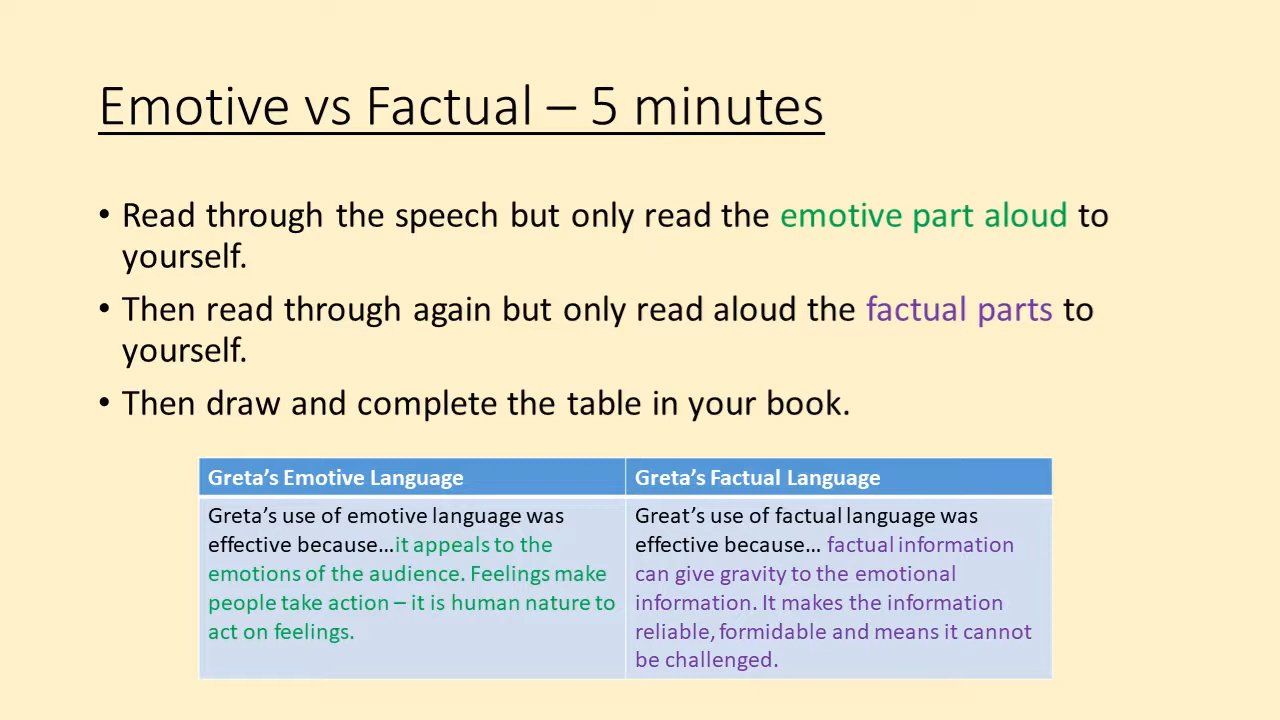 Emotive vs Factual – 5 minutes
• Read through the speech but only read the emotive part aloud to
yourself.
• Then read through again but only read aloud the factual parts to
yourself.
• Then draw and complete the table in your book.
Greta’s Emotive Language
Greta’s use of emotive language was
effective because…it appeals to the
emotions of the audience. Feelings make
people take action – it is human nature to
act on feelings.
Greta’s Factual Language
Great’s use of factual language was
effective because… factual information
can give gravity to the emotional
information. It makes the information
reliable, formidable and means it cannot
be challenged.